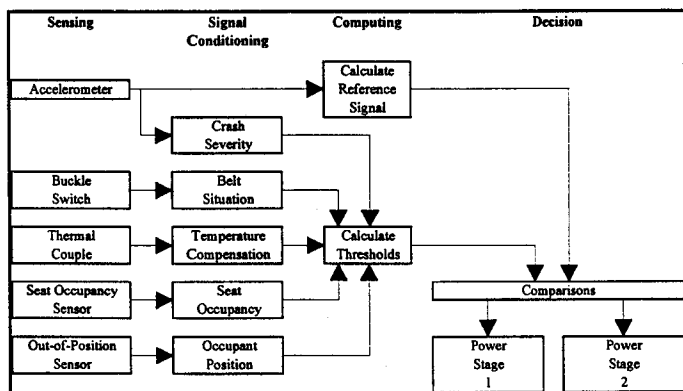 Sensing
Signal
Conditioning
Computing
Decision
Accelerometer
Calculate
Reference
Signal
Crash
Severity
Buckle
Switch
Belt
Situation
Thermal
Couple
Temperature
Compensation
Calculate
Thresholds
Seat Occupancy
Sensor
Seat
Occupancy
Comparisons
Out-of-Position
Sensor
Occupant
Position
Power
Stage
1
Power
Stage
2